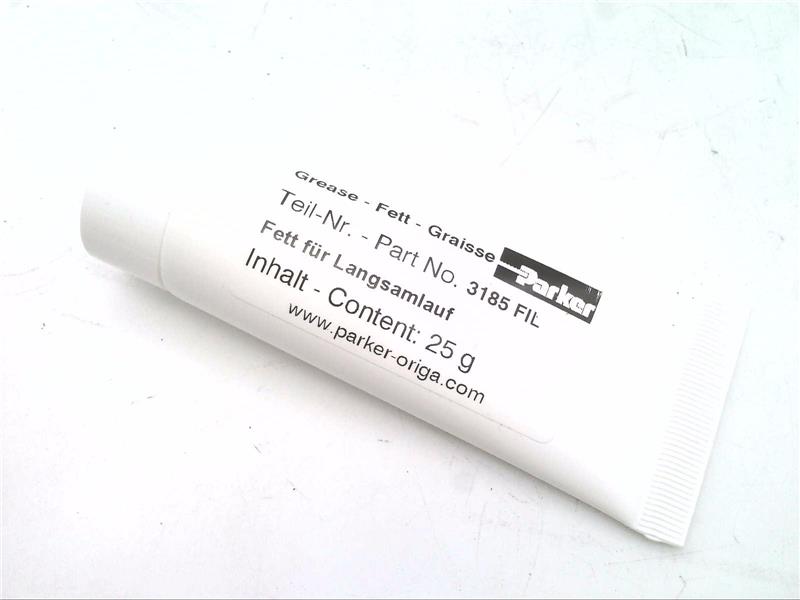 Grease - Fett - Graisse
Parker
Teil-Nr. - Part No. 3185 FIL
Fett für Langsamlauf
Inhalt - Content: 25 g
www.parker-origa.com